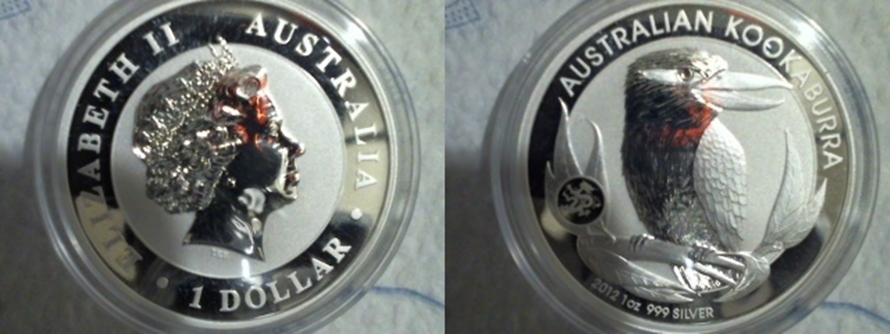 ELIZABETH II
AUSTRALIA
1 DOLLAR
AUSTRALIAN KOOKABURRA
2012 1oz 999 SILVER